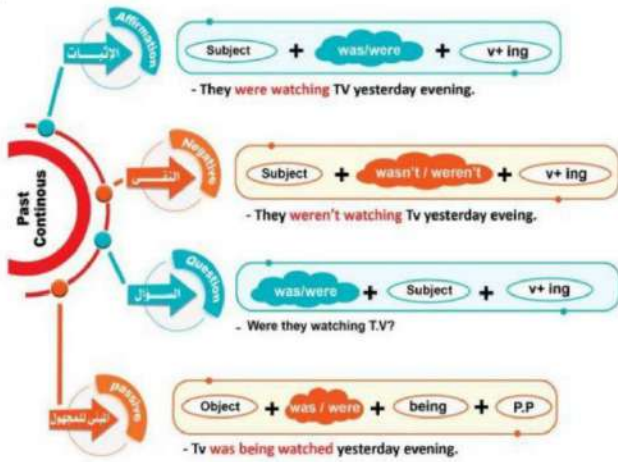 Affirmation
الإثبات
Subject + was/were + v+ ing
- They were watching TV yesterday evening.
Past
Continous
Negative
النفى
Subject + wasn't / weren't + v+ ing
- They weren't watching Tv yesterday eveing.
Question
السؤال
was/were + Subject + v+ ing
- Were they watching T.V?
passive
المبنى للمجهول
Object + was / were + being + P.P
- Tv was being watched yesterday evening.